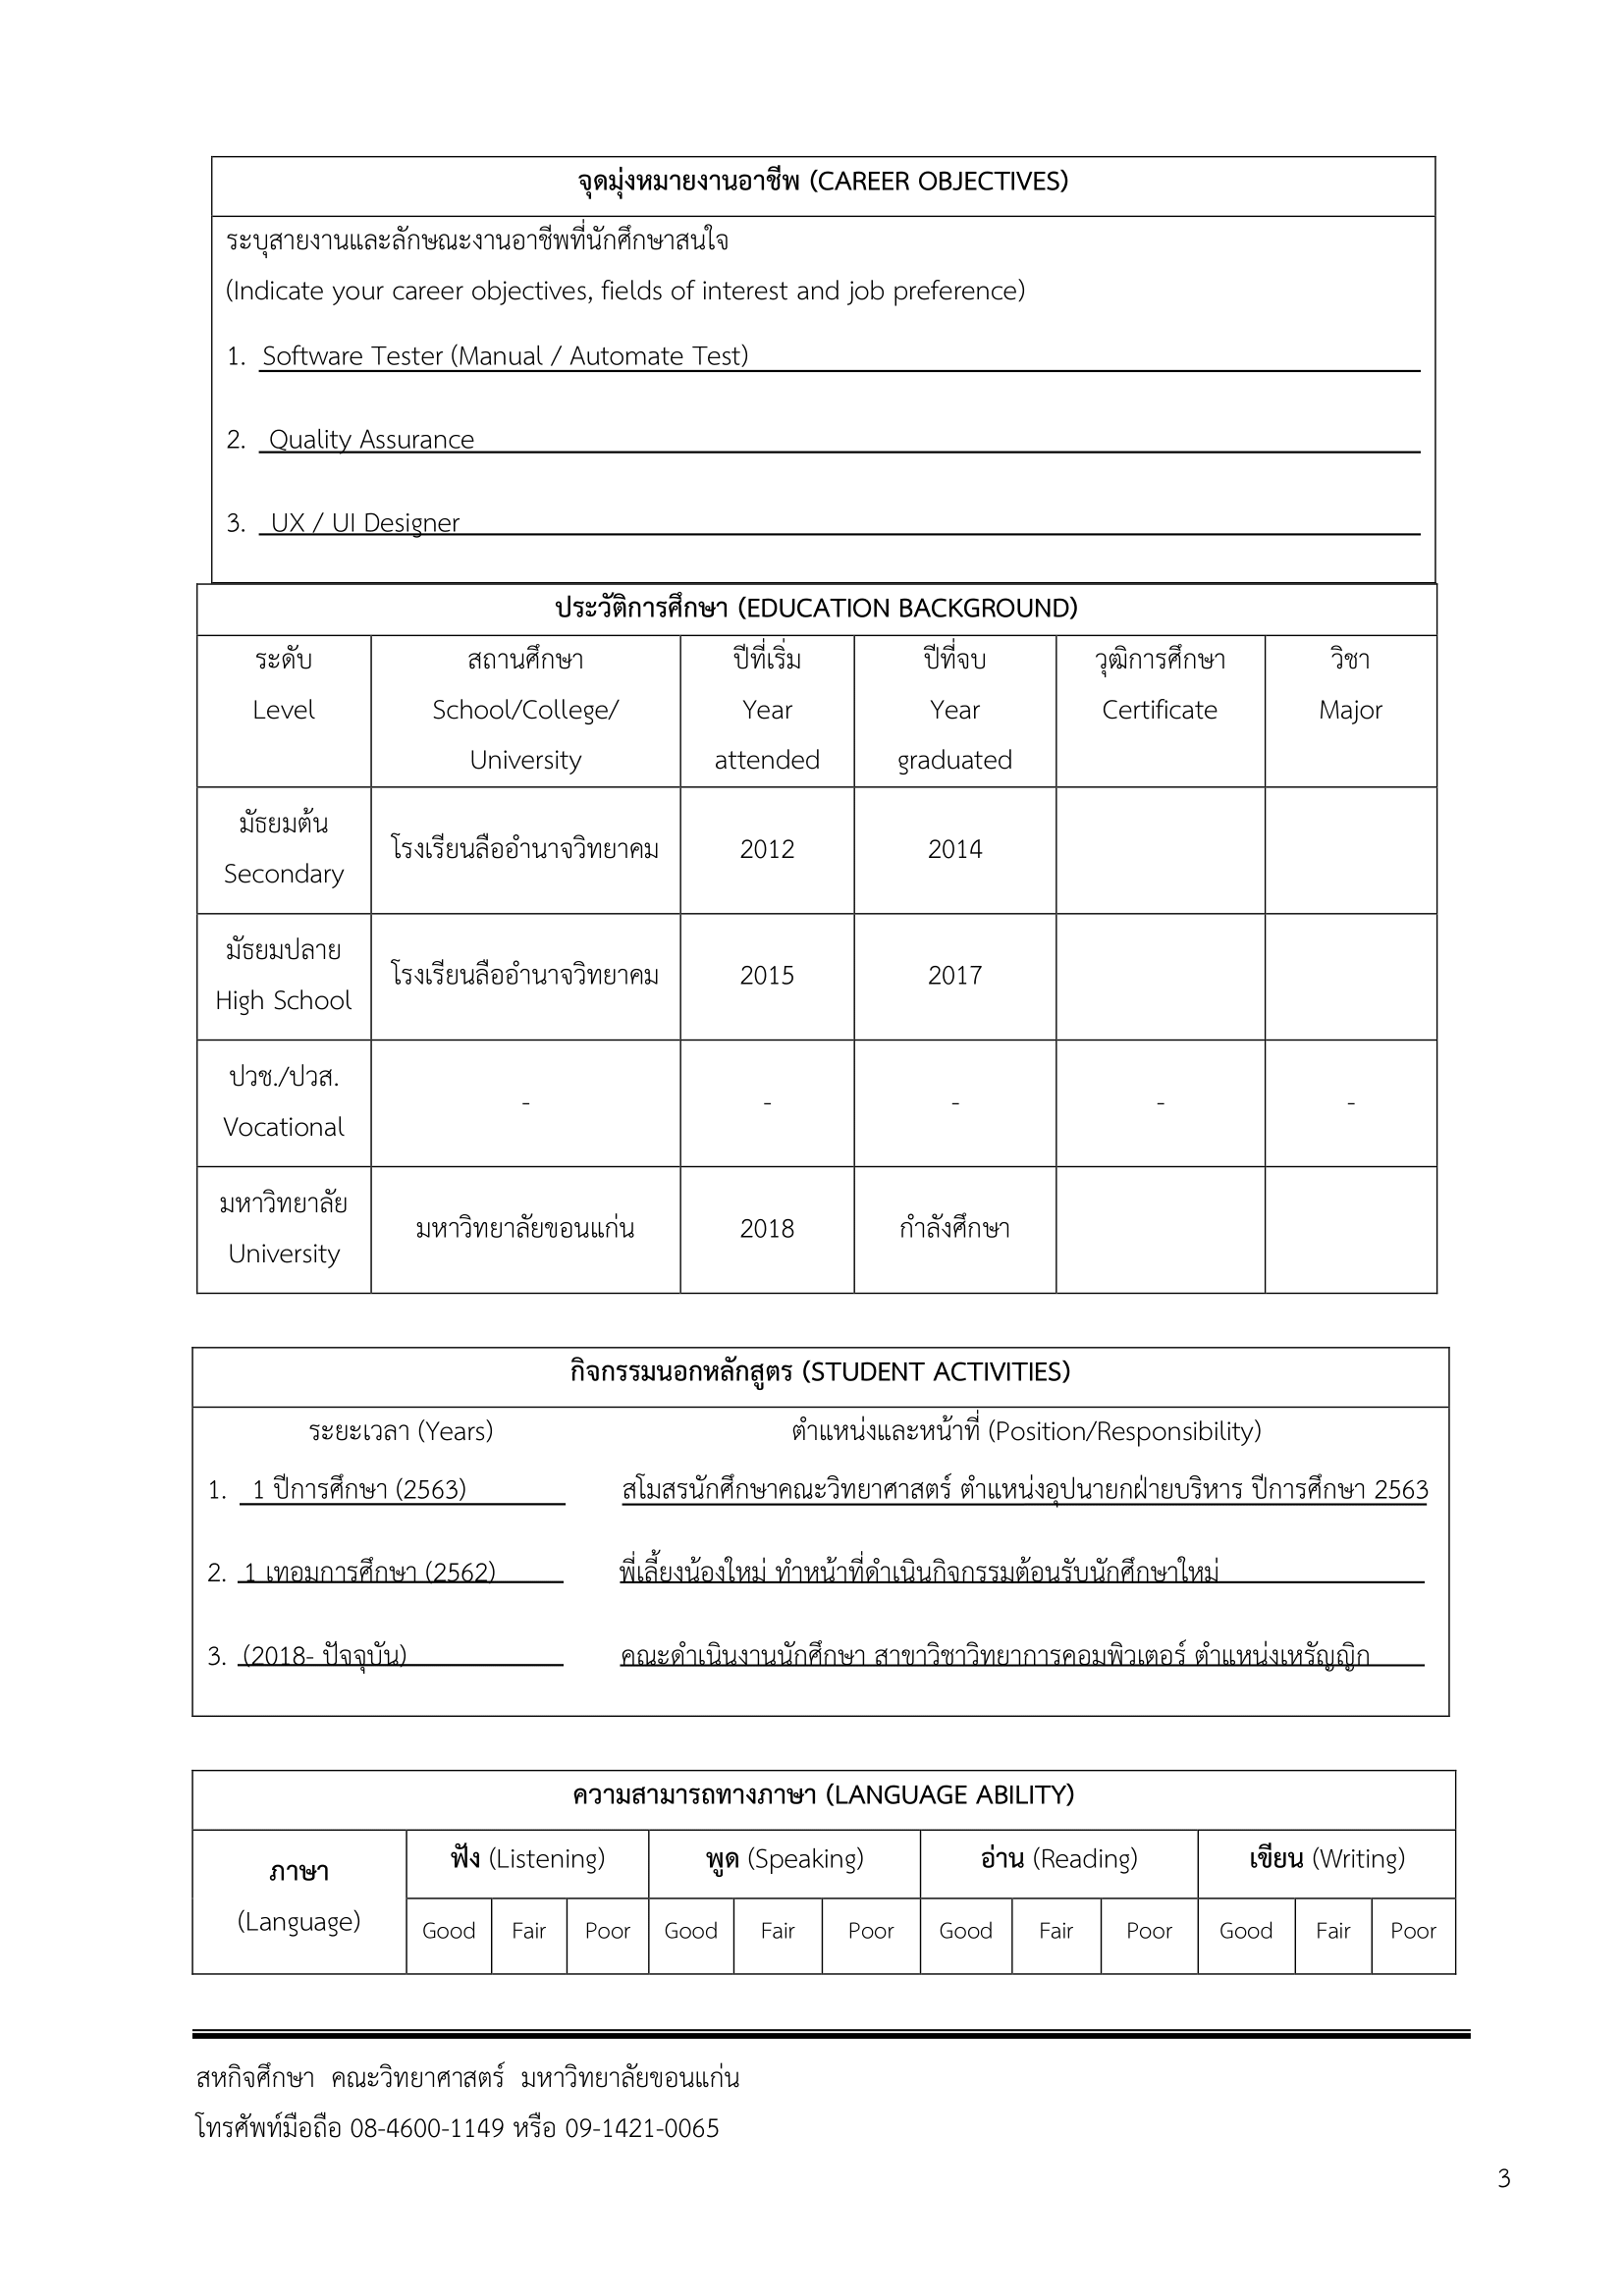 จุดมุ่งหมายงานอาชีพ (CAREER OBJECTIVES)
ระบุสายงานและลักษณะงานอาชีพที่นักศึกษาสนใจ
(Indicate your career objectives, fields of interest and job preference)
1. Software Tester (Manual / Automate Test)
2. Quality Assurance
3. UX / UI Designer
ประวัติการศึกษา (EDUCATION BACKGROUND)
ระดับ สถานศึกษา ปีที่เริ่ม ปีที่จบ วุฒิการศึกษา วิชา
Level School/College/ Year Year Certificate Major
University attended graduated
มัธยมต้น
โรงเรียนลืออำนาจวิทยาคม 2012 2014
Secondary
มัธยมปลาย
โรงเรียนลืออำนาจวิทยาคม 2015 2017
High School
ปวช./ปวส.
- - - - -
Vocational
มหาวิทยาลัย
มหาวิทยาลัยขอนแก่น 2018 กำลังศึกษา
University
กิจกรรมนอกหลักสูตร (STUDENT ACTIVITIES)
ระยะเวลา (Years) ตำแหน่งและหน้าที่ (Position/Responsibility)
1. 1 ปีการศึกษา (2563) สโมสรนักศึกษาคณะวิทยาศาสตร์ ตำแหน่งอุปนายกฝ่ายบริหาร ปีการศึกษา 2563
2. 1 เทอมการศึกษา (2562) พี่เลี้ยงน้องใหม่ ทำหน้าที่ดำเนินกิจกรรมต้อนรับนักศึกษาใหม่
3. (2018- ปัจจุบัน) คณะดำเนินงานนักศึกษา สาขาวิชาวิทยาการคอมพิวเตอร์ ตำแหน่งเหรัญญิก
ความสามารถทางภาษา (LANGUAGE ABILITY)
ภาษา ฟัง (Listening) พูด (Speaking) อ่าน (Reading) เขียน (Writing)
(Language) Good Fair Poor Good Fair Poor Good Fair Poor Good Fair Poor
สหกิจศึกษา คณะวิทยาศาสตร์ มหาวิทยาลัยขอนแก่น
โทรศัพท์มือถือ 08-4600-1149 หรือ 09-1421-0065
3